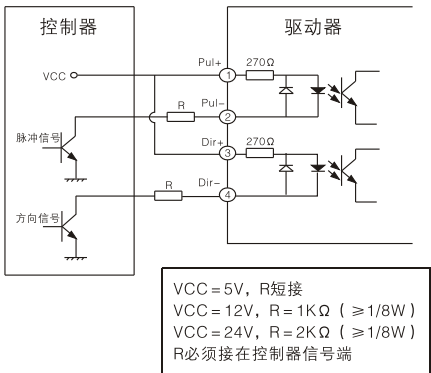 控制器
驱动器
VCC
Pul+
1
270Ω
R
Pul-
2
脉冲信号
Dir+
3
270Ω
R
Dir-
4
方向信号
VCC=5V，R短接
VCC=12V，R=1KΩ（≥1/8W）
VCC=24V，R=2KΩ（≥1/8W）
R必须接在控制器信号端